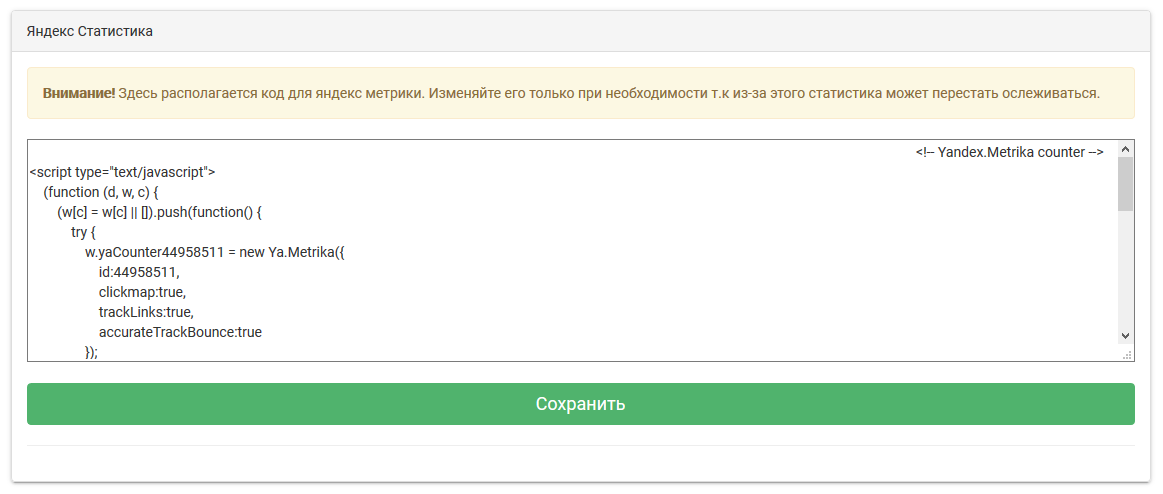 Яндекс Статистика
Внимание! Здесь располагается код для яндекс метрики. Изменяйте его только при необходимости т.к из-за этого статистика может перестать ослеживаться.
<!-- Yandex.Metrika counter -->
<script type="text/javascript">
(function (d, w, c) {
(w[c] = w[c] || []).push(function() {
try {
w.yaCounter44958511 = new Ya.Metrika({
id:44958511,
clickmap:true,
trackLinks:true,
accurateTrackBounce:true
});
Сохранить